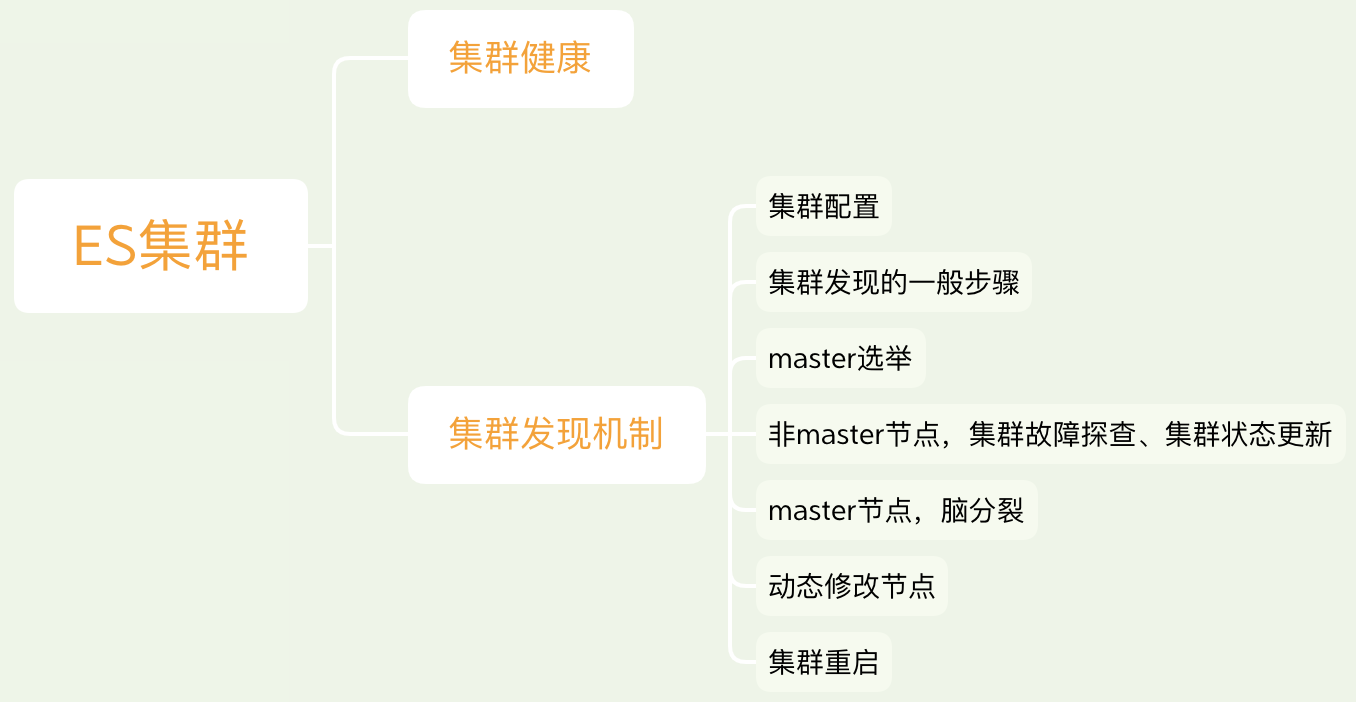 集群健康
ES集群
集群发现机制
集群配置
集群发现的一般步骤
master选举
非master节点，集群故障探查、集群状态更新
master节点，脑分裂
动态修改节点
集群重启